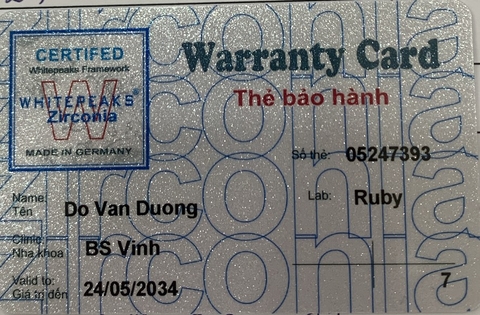 CERTIFED
Whitepeaks Framework
WHITEPEAKS®
Zirconia
W
MADE IN GERMANY
Warranty Card
Thẻ bảo hành
Số thẻ: 05247393
Lab: Ruby
Name:
Tên
Do Van Duong
Clinic
Nha khoa
BS Vinh
Valid to:
Giá trị đến
24/05/2034
7